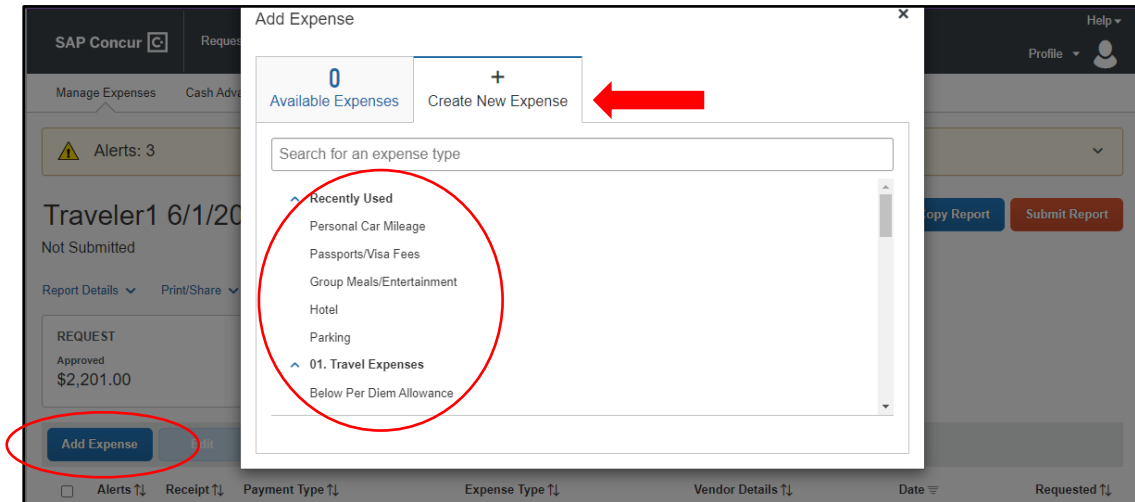 Add Expense
×
Help
SAP Concur C
Reques
Profile
0
Available Expenses
+
Create New Expense
Manage Expenses Cash Adva
Alerts: 3
Search for an expense type
Recently Used
Traveler1 6/1/20
Personal Car Mileage
opy Report
Submit Report
Not Submitted
Passports/Visa Fees
Group Meals/Entertainment
Report Details Print/Share
Hotel
REQUEST
Parking
Approved
01. Travel Expenses
$2,201.00
Below Per Diem Allowance
Add Expense Edit
Alerts Receipt Payment Type Expense Type Vendor Details Date Requested